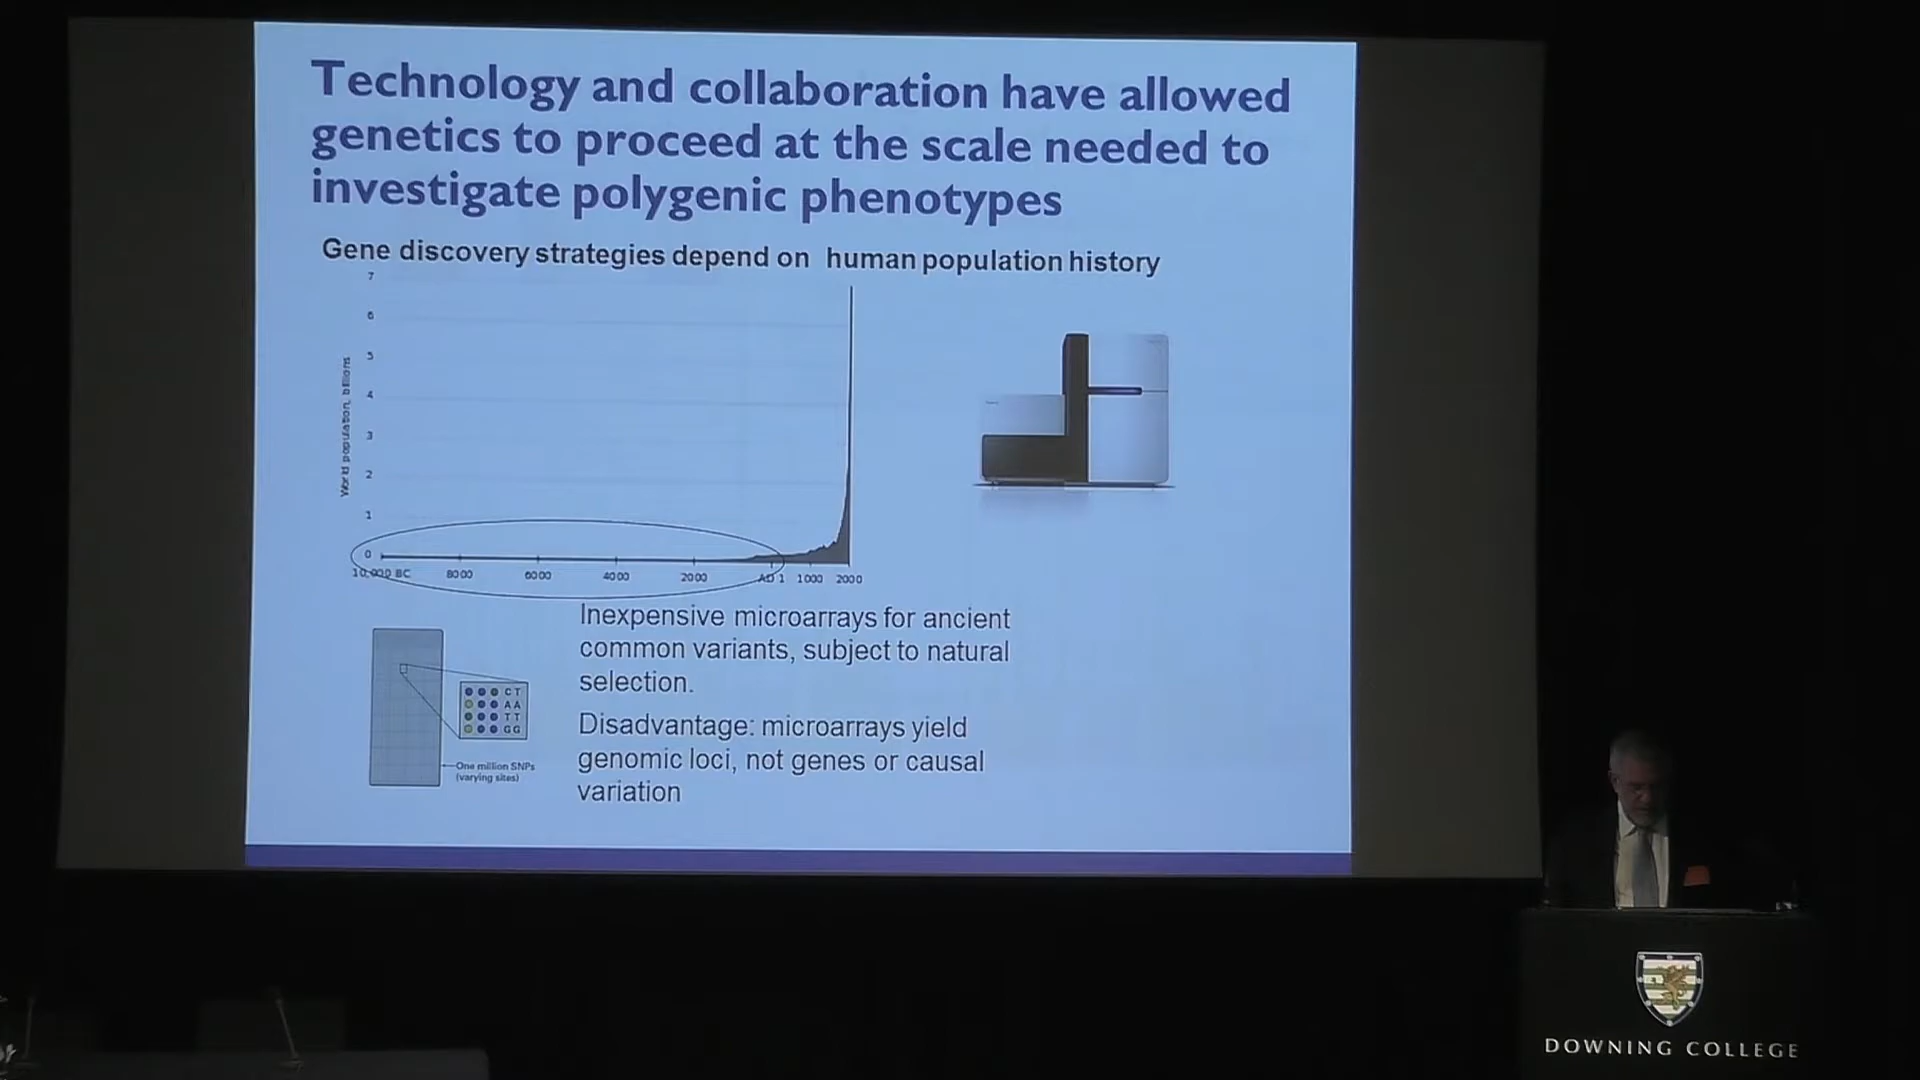 Technology and collaboration have allowed
genetics to proceed at the scale needed to
investigate polygenic phenotypes
Gene discovery strategies depend on human population history
7
6
5
4
3
2
1
0
World population, billions
10,000 BC 8000 6000 4000 2000 AD 1 1000 2000
Inexpensive microarrays for ancient
common variants, subject to natural
selection.
Disadvantage: microarrays yield
genomic loci, not genes or causal
variation
C T
A A
T T
G G
One million SNPs
(varying sites)
DOWNING COLLEGE